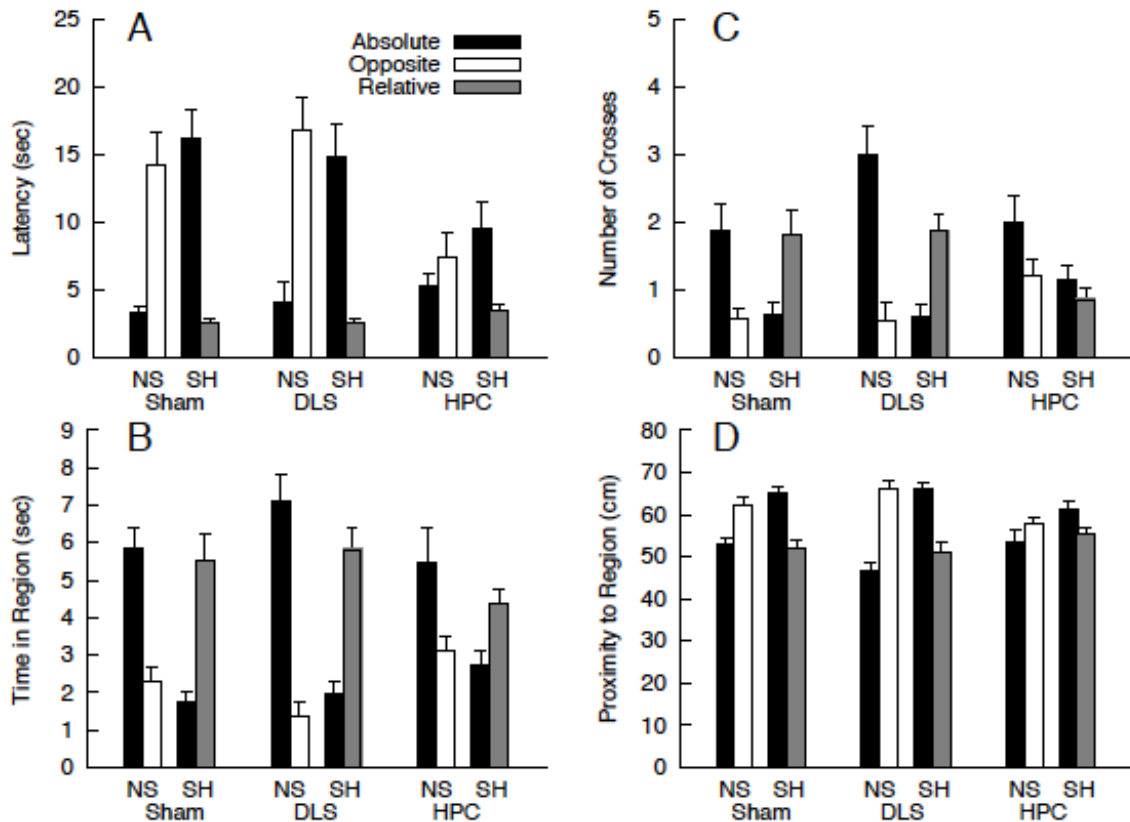 A
25
20
15
10
5
0
Latency (sec)
Absolute
Opposite
Relative
NS SH NS SH NS SH
Sham DLS HPC
C
5
4
3
2
1
0
Number of Crosses
NS SH NS SH NS SH
Sham DLS HPC
B
9
8
7
6
5
4
3
2
1
0
Time in Region (sec)
NS SH NS SH NS SH
Sham DLS HPC
D
80
70
60
50
40
30
20
10
0
Proximity to Region (cm)
NS SH NS SH NS SH
Sham DLS HPC